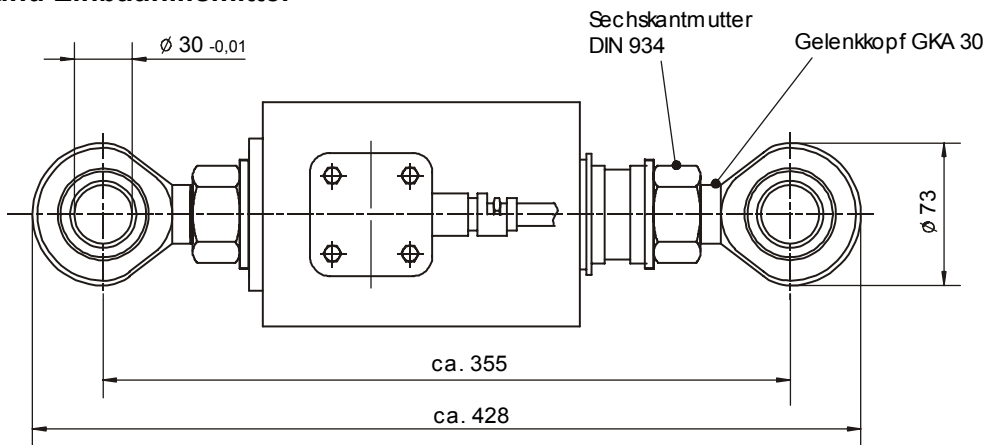 Ø 30 -0,01
Sechskantmutter
DIN 934
Gelenkkopf GKA 30
Ø 73
ca. 355
ca. 428